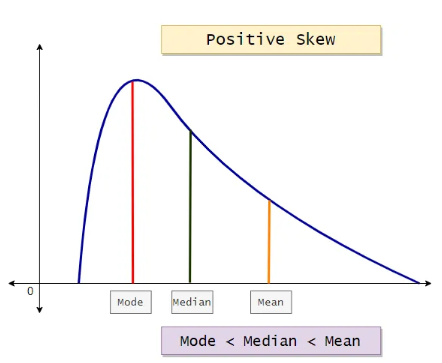 Positive Skew
0
Mode
Median
Mean
Mode < Median < Mean